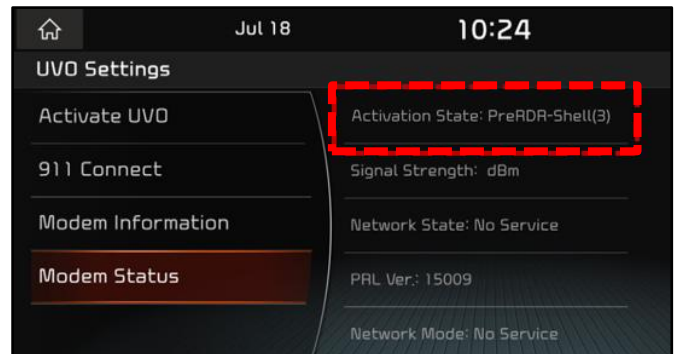 Jul 18 10:24
UVO Settings
Activate UVO
911 Connect
Modem Information
Modem Status
Activation State: PreRDR-Shell(3)
Signal Strength: dBm
Network State: No Service
PRL Ver.: 15009
Network Mode: No Service